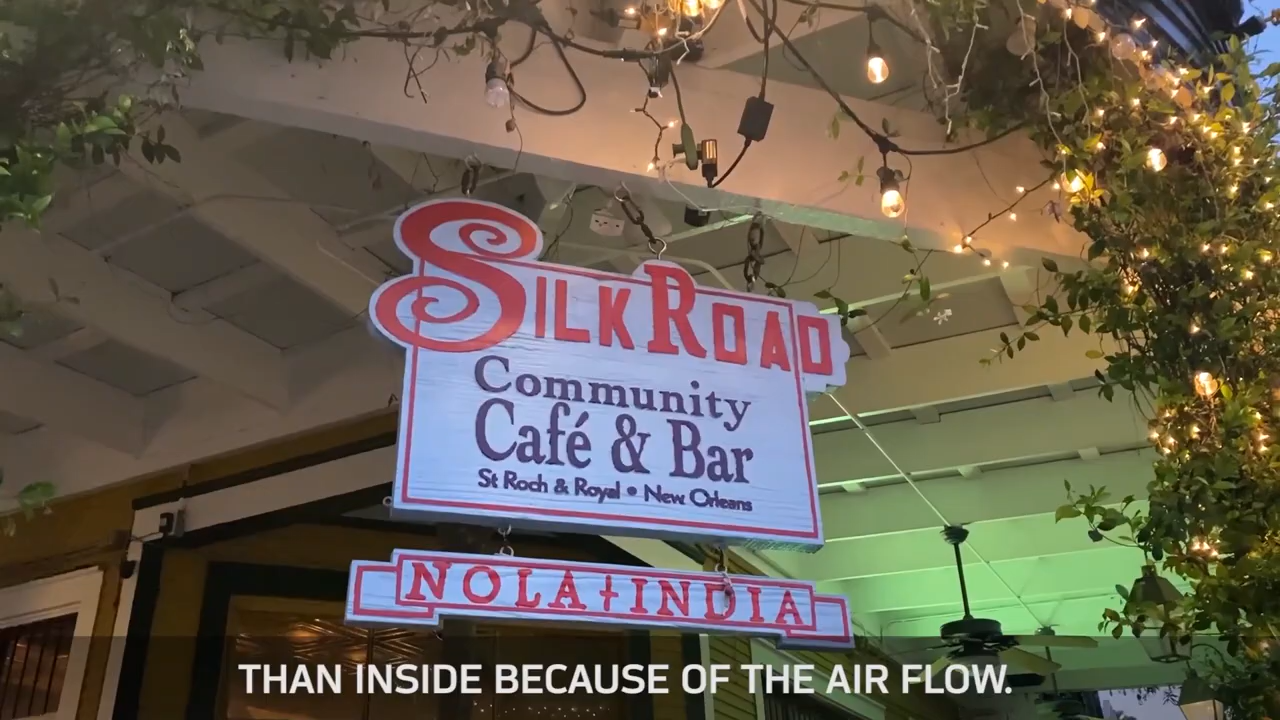 SILKROAD
Community
Café & Bar
St Roch & Royal • New Orleans
NOLA+INDIA
THAN INSIDE BECAUSE OF THE AIR FLOW.